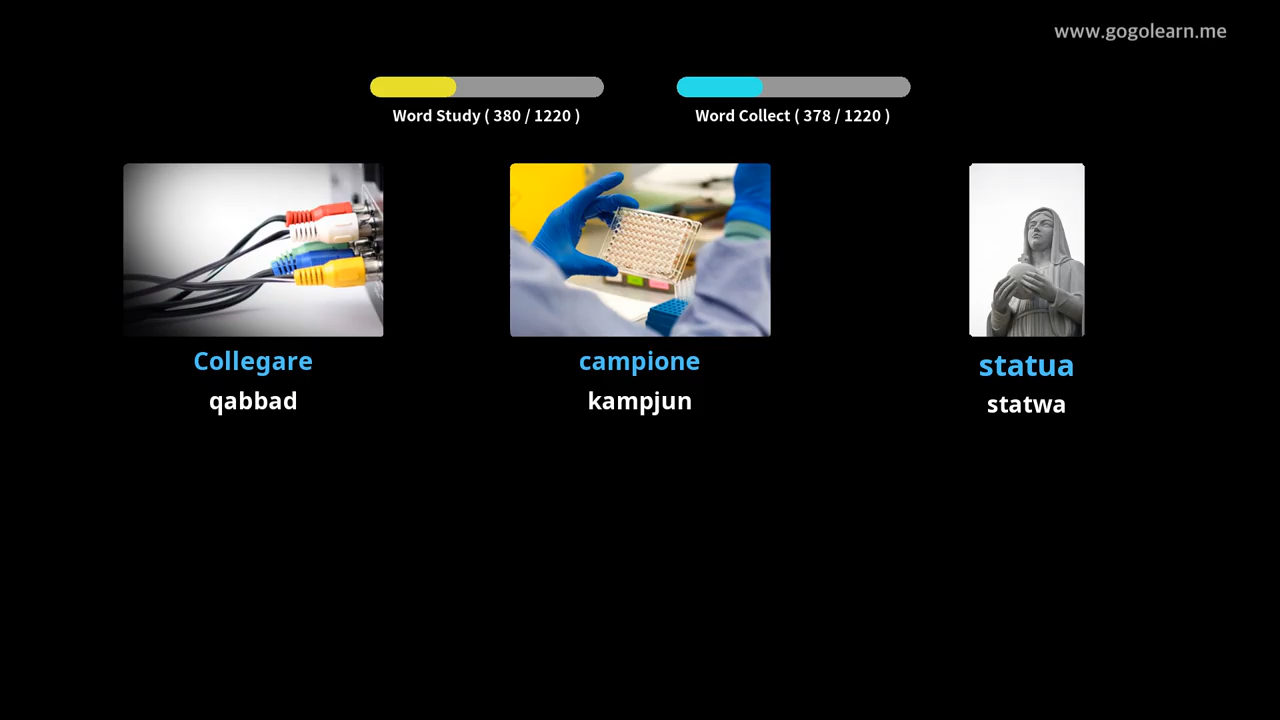 www.gogolearn.me
Word Study ( 380 / 1220 )
Word Collect ( 378 / 1220 )
Collegare
qabbad
campione
kampjun
statua
statwa